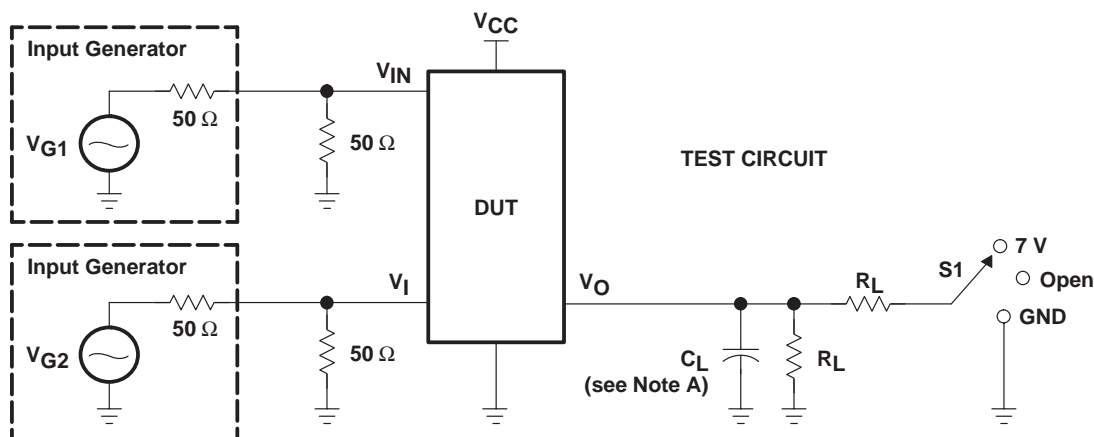 Input Generator
VG1
50 Ω
50 Ω
VIN
VCC
DUT
TEST CIRCUIT
Input Generator
VG2
50 Ω
50 Ω
VI
VO
CL
(see Note A)
RL
RL
S1
7 V
Open
GND